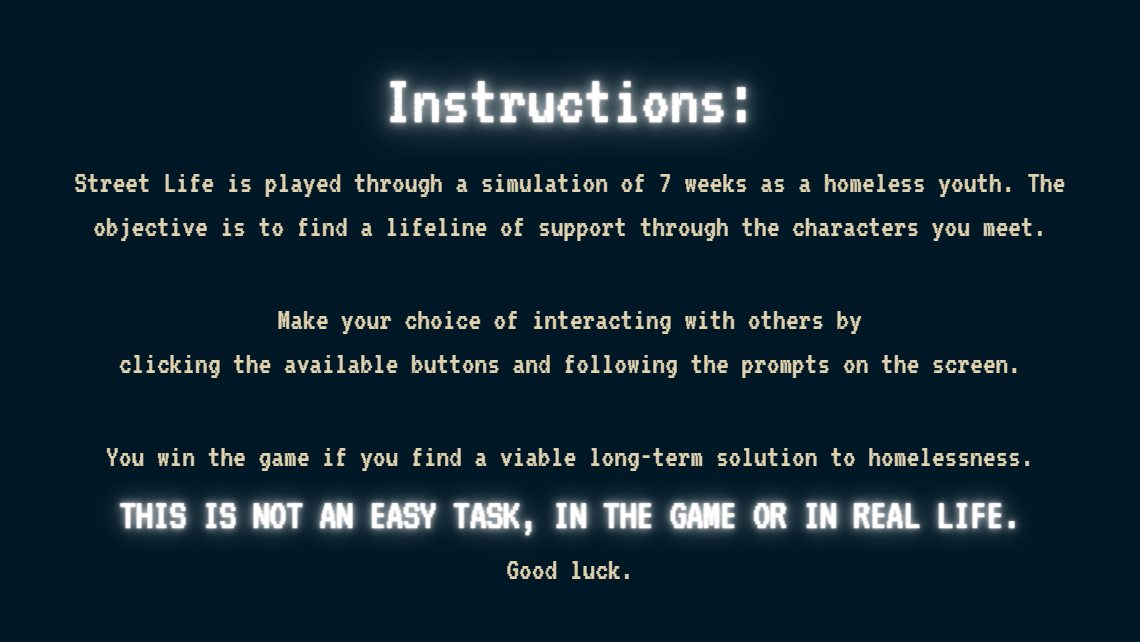 Instructions:
Street Life is played through a simulation of 7 weeks as a homeless youth. The
objective is to find a lifeline of support through the characters you meet.
Make your choice of interacting with others by
clicking the available buttons and following the prompts on the screen.
You win the game if you find a viable long-term solution to homelessness.
THIS IS NOT AN EASY TASK, IN THE GAME OR IN REAL LIFE.
Good luck.